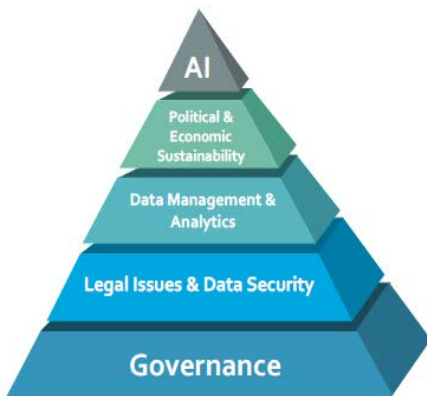 AI
Political &
Economic
Sustainability
Data Management &
Analytics
Legal Issues & Data Security
Governance